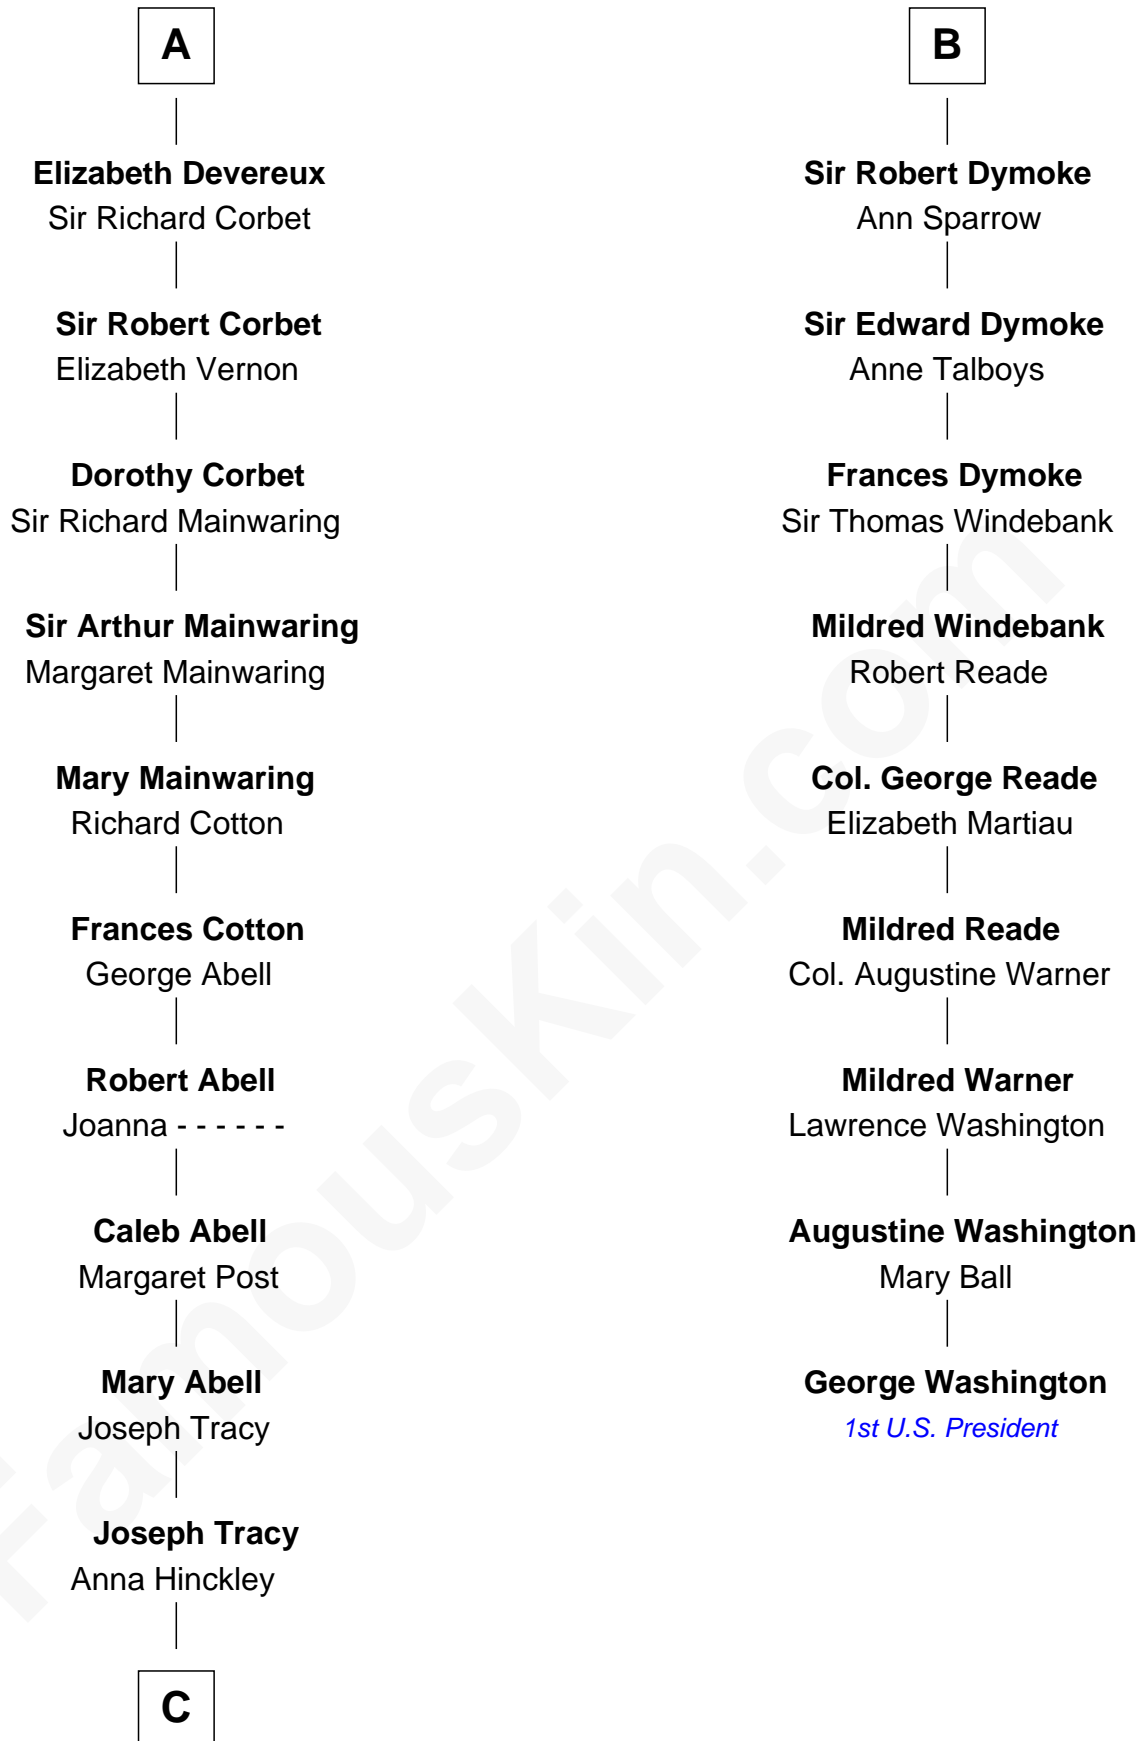 A
Elizabeth Devereux
Sir Richard Corbet
Sir Robert Corbet
Elizabeth Vernon
Dorothy Corbet
Sir Richard Mainwaring
Sir Arthur Mainwaring
Margaret Mainwaring
Mary Mainwaring
Richard Cotton
Frances Cotton
George Abell
Robert Abell
Joanna - - - - - -
Caleb Abell
Margaret Post
Mary Abell
Joseph Tracy
Joseph Tracy
Anna Hinckley
C
B
Sir Robert Dymoke
Ann Sparrow
Sir Edward Dymoke
Anne Talboys
Frances Dymoke
Sir Thomas Windebank
Mildred Windebank
Robert Reade
Col. George Reade
Elizabeth Martiau
Mildred Reade
Col. Augustine Warner
Mildred Warner
Lawrence Washington
Augustine Washington
Mary Ball
George Washington
1st U.S. President
FamousKin.com